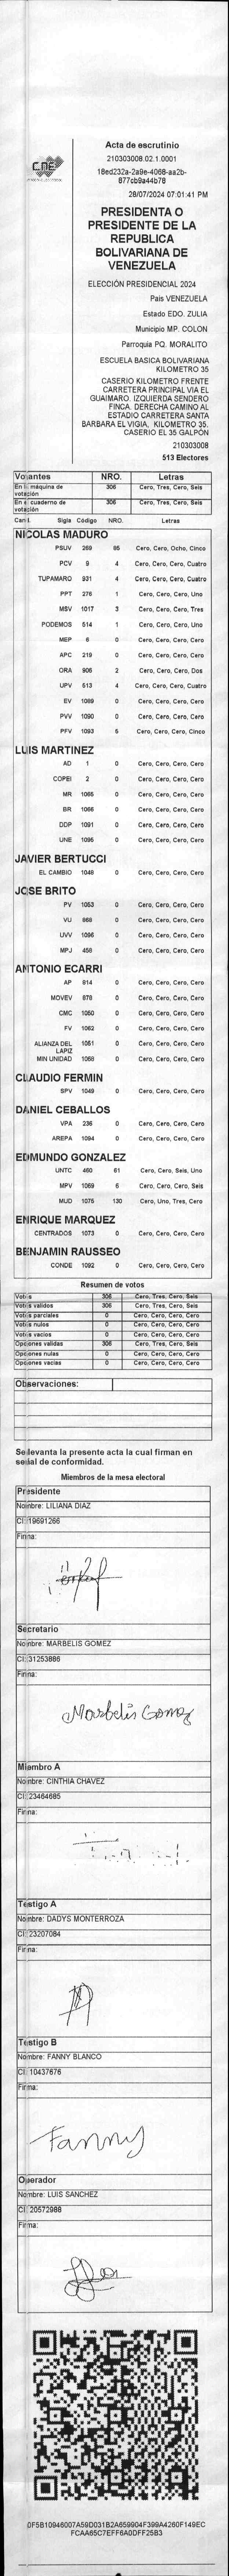 CNE
Acta de escrutinio
210303008.02.1.0001
18ed232a-2a9e-4068-aa2b-
877cb9a44b78
28/07/2024 07:01:41 PM
PRESIDENTA O
PRESIDENTE DE LA
REPUBLICA
BOLIVARIANA DE
VENEZUELA
ELECCIÓN PRESIDENCIAL 2024
País VENEZUELA
Estado EDO. ZULIA
Municipio MP. COLON
Parroquia PQ. MORALITO
ESCUELA BASICA BOLIVARIANA
KILOMETRO 35
CASERIO KILOMETRO FRENTE
CARRETERA PRINCIPAL VIA EL
GUAIMARO. IZQUIERDA SENDERO
FINCA. DERECHA CAMINO AL
ESTADIO CARRETERA SANTA
BARBARA EL VIGIA, KILOMETRO 35,
CASERIO EL 35 GALPÓN
210303008
513 Electores
Votantes NRO. Letras
En la máquina de votación 306 Cero, Tres, Cero, Seis
En el cuaderno de votación 306 Cero, Tres, Cero, Seis
Cand. Sigla Código NRO. Letras
NICOLAS MADURO
PSUV 269 85 Cero, Cero, Ocho, Cinco
PCV 9 4 Cero, Cero, Cero, Cuatro
TUPAMARO 931 4 Cero, Cero, Cero, Cuatro
PPT 276 1 Cero, Cero, Cero, Uno
MSV 1017 3 Cero, Cero, Cero, Tres
PODEMOS 514 1 Cero, Cero, Cero, Uno
MEP 6 0 Cero, Cero, Cero, Cero
APC 219 0 Cero, Cero, Cero, Cero
ORA 906 2 Cero, Cero, Cero, Dos
UPV 513 4 Cero, Cero, Cero, Cuatro
EV 1089 0 Cero, Cero, Cero, Cero
PVV 1090 0 Cero, Cero, Cero, Cero
PFV 1093 5 Cero, Cero, Cero, Cinco
LUIS MARTINEZ
AD 1 0 Cero, Cero, Cero, Cero
COPEI 2 0 Cero, Cero, Cero, Cero
MR 1065 0 Cero, Cero, Cero, Cero
BR 1066 0 Cero, Cero, Cero, Cero
DDP 1091 0 Cero, Cero, Cero, Cero
UNE 1095 0 Cero, Cero, Cero, Cero
JAVIER BERTUCCI
EL CAMBIO 1048 0 Cero, Cero, Cero, Cero
JOSE BRITO
PV 1053 0 Cero, Cero, Cero, Cero
VU 868 0 Cero, Cero, Cero, Cero
UVV 1096 0 Cero, Cero, Cero, Cero
MPJ 458 0 Cero, Cero, Cero, Cero
ANTONIO ECARRI
AP 814 0 Cero, Cero, Cero, Cero
MOVEV 878 0 Cero, Cero, Cero, Cero
CMC 1050 0 Cero, Cero, Cero, Cero
FV 1062 0 Cero, Cero, Cero, Cero
ALIANZA DEL LAPIZ 1051 0 Cero, Cero, Cero, Cero
MIN UNIDAD 1068 0 Cero, Cero, Cero, Cero
CLAUDIO FERMIN
SPV 1049 0 Cero, Cero, Cero, Cero
DANIEL CEBALLOS
VPA 236 0 Cero, Cero, Cero, Cero
AREPA 1094 0 Cero, Cero, Cero, Cero
EDMUNDO GONZALEZ
UNTC 460 61 Cero, Cero, Seis, Uno
MPV 1069 6 Cero, Cero, Cero, Seis
MUD 1075 130 Cero, Uno, Tres, Cero
ENRIQUE MARQUEZ
CENTRADOS 1073 0 Cero, Cero, Cero, Cero
BENJAMIN RAUSSEO
CONDE 1092 0 Cero, Cero, Cero, Cero
Resumen de votos
Votos 306 Cero, Tres, Cero, Seis
Votos validos 306 Cero, Tres, Cero, Seis
Votos parciales 0 Cero, Cero, Cero, Cero
Votos nulos 0 Cero, Cero, Cero, Cero
Votos vacios 0 Cero, Cero, Cero, Cero
Opciones validas 306 Cero, Tres, Cero, Seis
Opciones nulas 0 Cero, Cero, Cero, Cero
Opciones vacias 0 Cero, Cero, Cero, Cero
Observaciones:
Se levanta la presente acta la cual firman en
señal de conformidad.
Miembros de la mesa electoral
Presidente
Nombre: LILIANA DIAZ
CI: 19691266
Firma:
Secretario
Nombre: MARBELIS GOMEZ
CI: 31253886
Firma:
Marbelis Gomez
Miembro A
Nombre: CINTHIA CHAVEZ
CI: 23464685
Firma:
Testigo A
Nombre: DADYS MONTERROZA
CI: 23207084
Firma:
Testigo B
Nombre: FANNY BLANCO
CI: 10437676
Firma:
Fanny
Operador
Nombre: LUIS SANCHEZ
CI: 20572988
Firma:
0F5B10946007A59D031B2A659904F399A4260F149EC
FCAA65C7EFF6A0DFF25B3